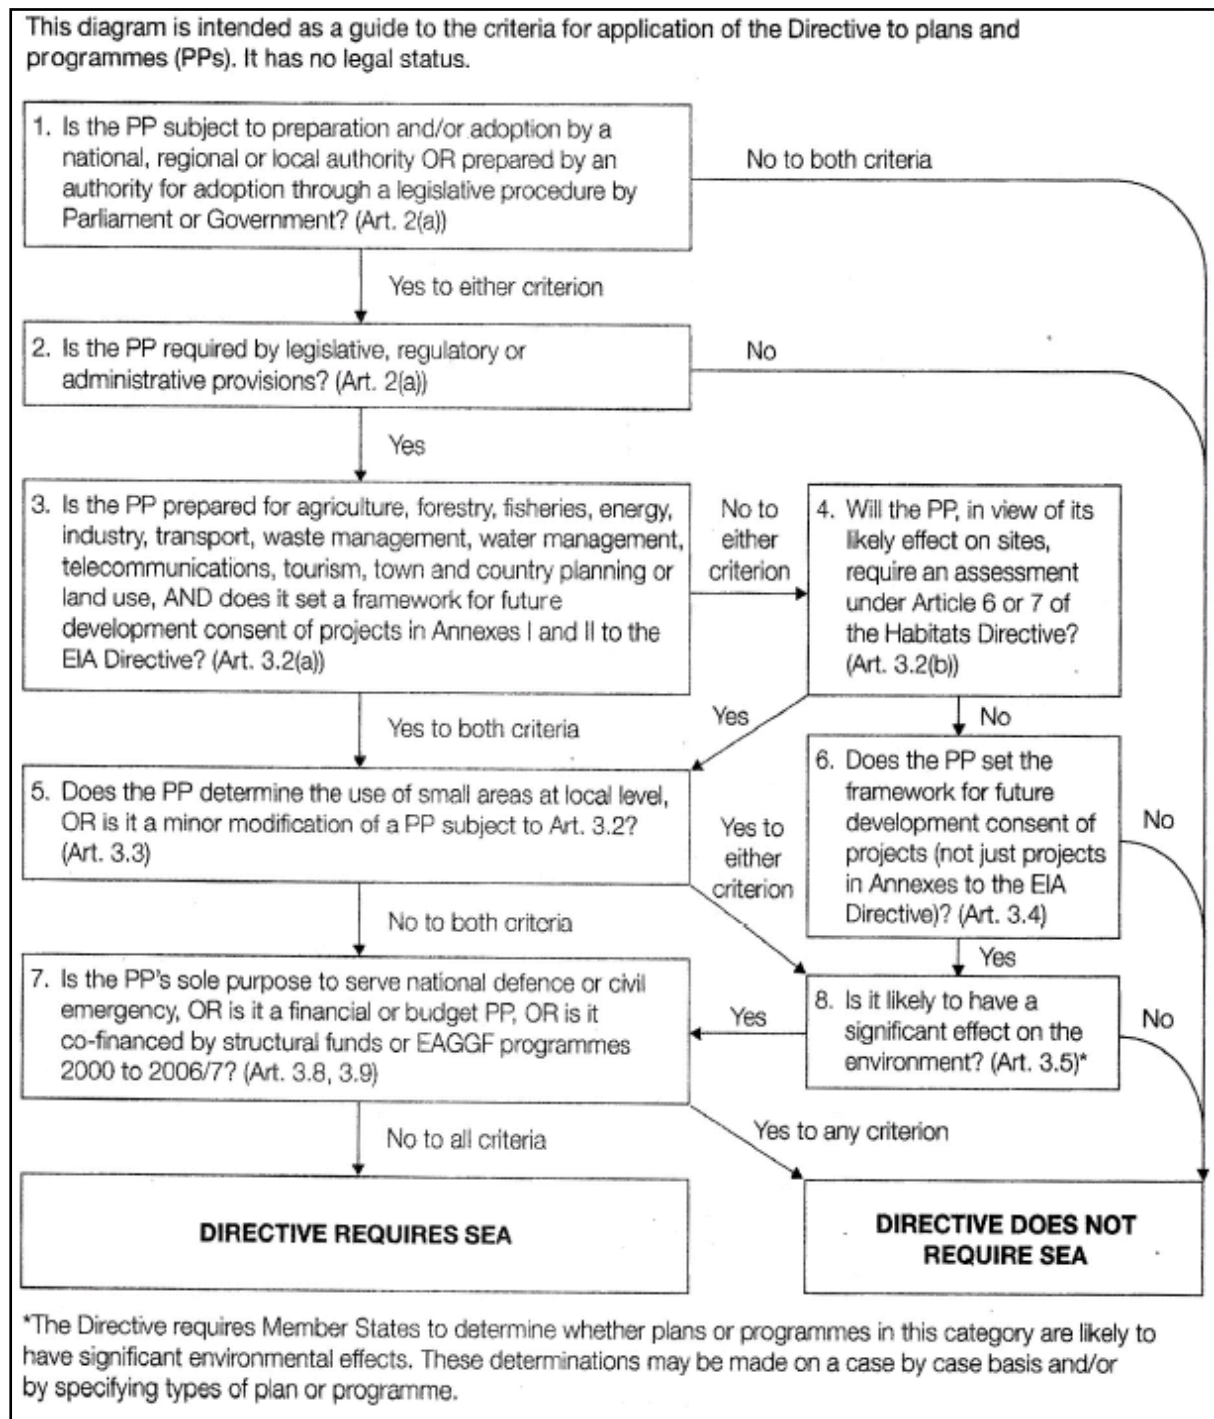 This diagram is intended as a guide to the criteria for application of the Directive to plans and
programmes (PPs). It has no legal status.
1. Is the PP subject to preparation and/or adoption by a
national, regional or local authority OR prepared by an
authority for adoption through a legislative procedure by
Parliament or Government? (Art. 2(a))
No to both criteria
Yes to either criterion
2. Is the PP required by legislative, regulatory or
administrative provisions? (Art. 2(a))
No
Yes
3. Is the PP prepared for agriculture, forestry, fisheries, energy,
industry, transport, waste management, water management,
telecommunications, tourism, town and country planning or
land use, AND does it set a framework for future
development consent of projects in Annexes I and II to the
EIA Directive? (Art. 3.2(a))
No to
either
criterion
4. Will the PP, in view of its
likely effect on sites,
require an assessment
under Article 6 or 7 of
the Habitats Directive?
(Art. 3.2(b))
Yes to both criteria
Yes
No
5. Does the PP determine the use of small areas at local level,
OR is it a minor modification of a PP subject to Art. 3.2?
(Art. 3.3)
Yes to
either
criterion
6. Does the PP set the
framework for future
development consent of
projects (not just projects
in Annexes to the EIA
Directive)? (Art. 3.4)
No
No to both criteria
Yes
7. Is the PP's sole purpose to serve national defence or civil
emergency, OR is it a financial or budget PP, OR is it
co-financed by structural funds or EAGGF programmes
2000 to 2006/7? (Art. 3.8, 3.9)
Yes
8. Is it likely to have a
significant effect on the
environment? (Art. 3.5)*
No
No to all criteria
Yes to any criterion
DIRECTIVE REQUIRES SEA
DIRECTIVE DOES NOT
REQUIRE SEA
*The Directive requires Member States to determine whether plans or programmes in this category are likely to
have significant environmental effects. These determinations may be made on a case by case basis and/or
by specifying types of plan or programme.